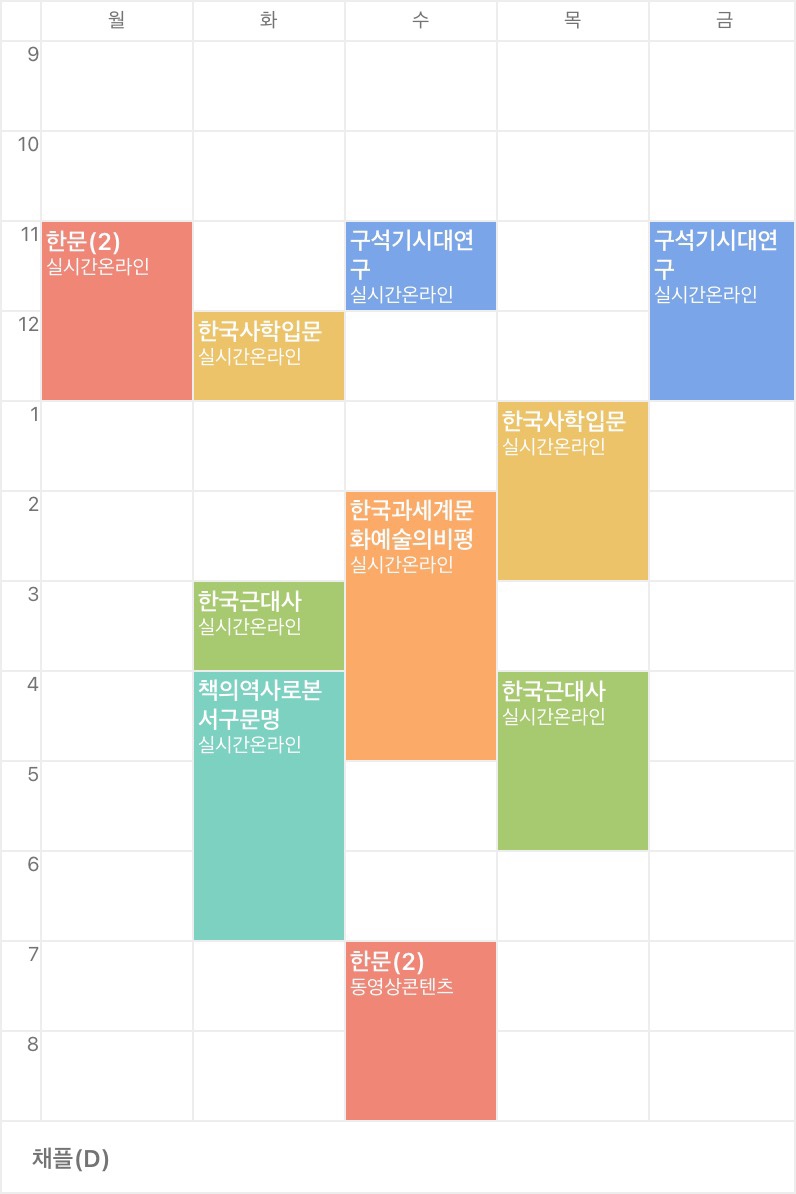 월 화 수 목 금
9
10
11
한문(2)
실시간온라인
구석기시대연
구
실시간온라인
구석기시대연
구
실시간온라인
12
한국사학입문
실시간온라인
1
한국사학입문
실시간온라인
2
한국과세계문
화예술의비평
실시간온라인
3
한국근대사
실시간온라인
4
책의역사로본
서구문명
실시간온라인
한국근대사
실시간온라인
5
6
7
한문(2)
동영상콘텐츠
8
채플(D)